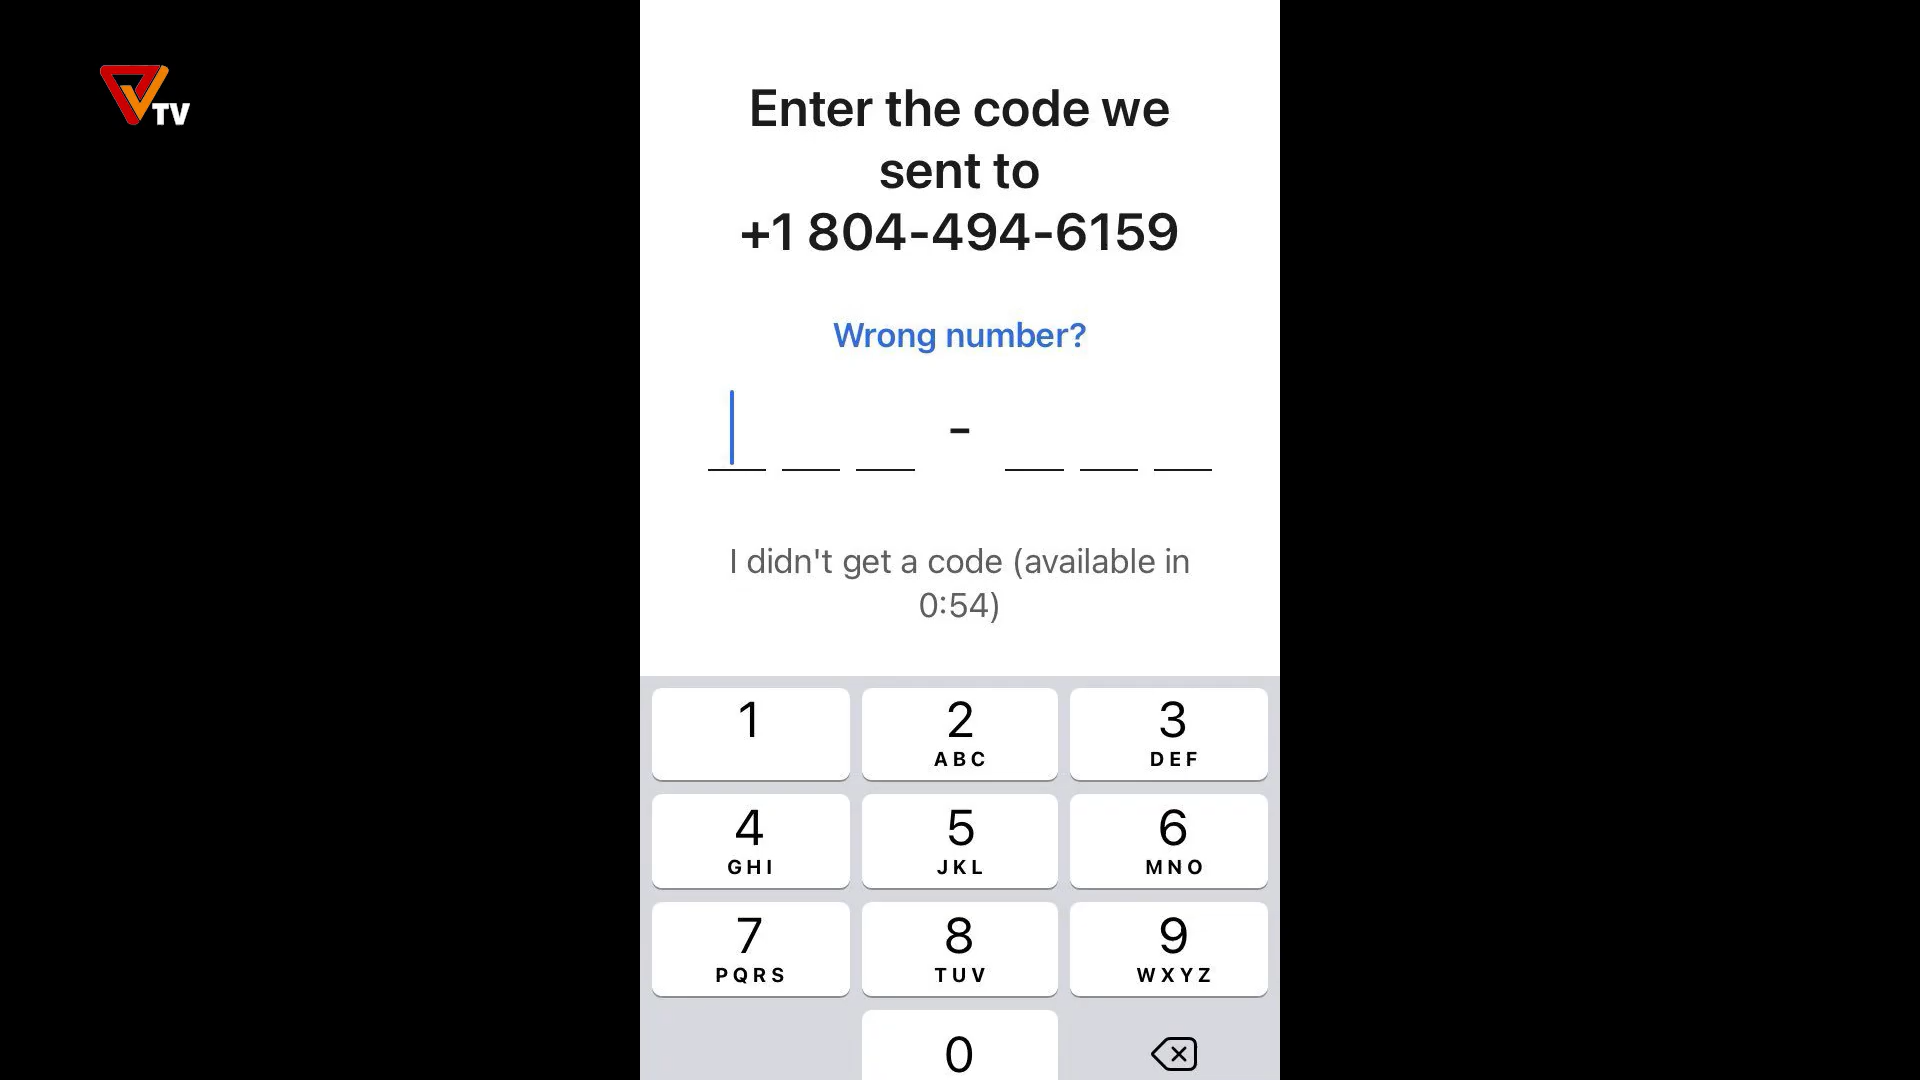 TV
Enter the code we
sent to
+1 804-494-6159
Wrong number?
-
I didn't get a code (available in
0:54)
1
2
ABC
3
DEF
4
GHI
5
JKL
6
MNO
7
PQRS
8
TUV
9
WXYZ
0